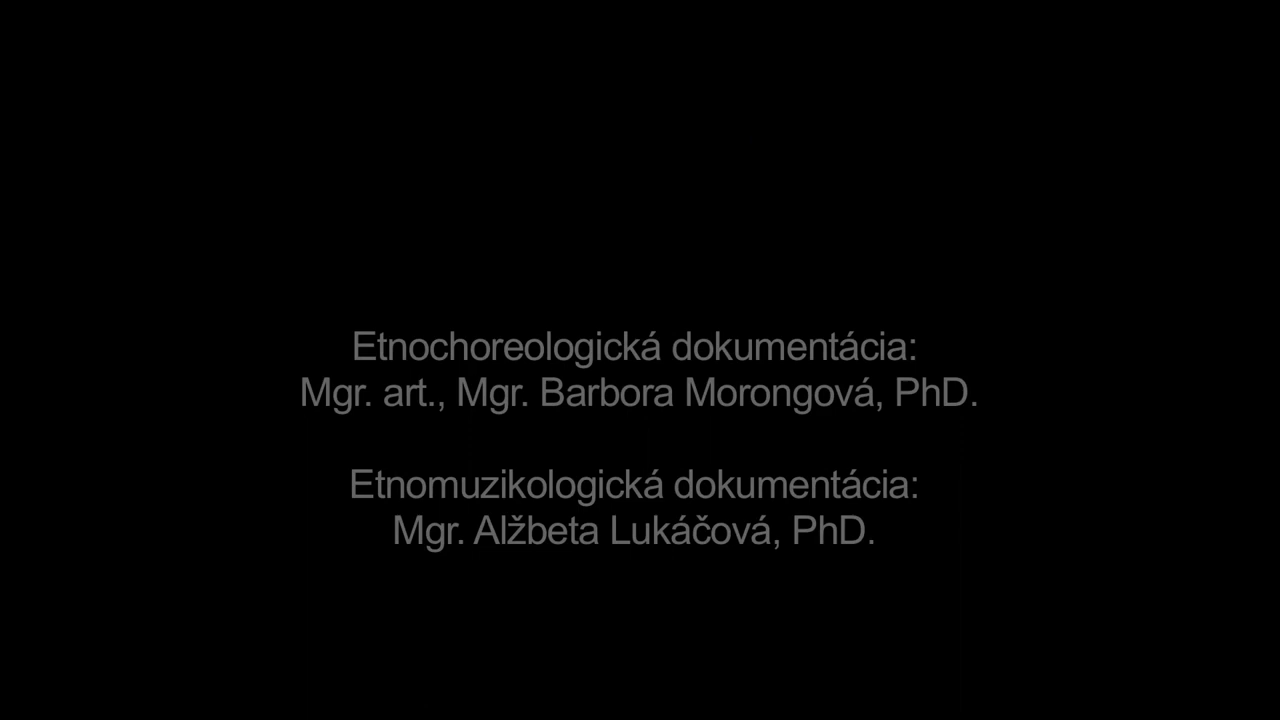 Etnochoreologická dokumentácia:
Mgr. art., Mgr. Barbora Morongová, PhD.
Etnomuzikologická dokumentácia:
Mgr. Alžbeta Lukáčová, PhD.